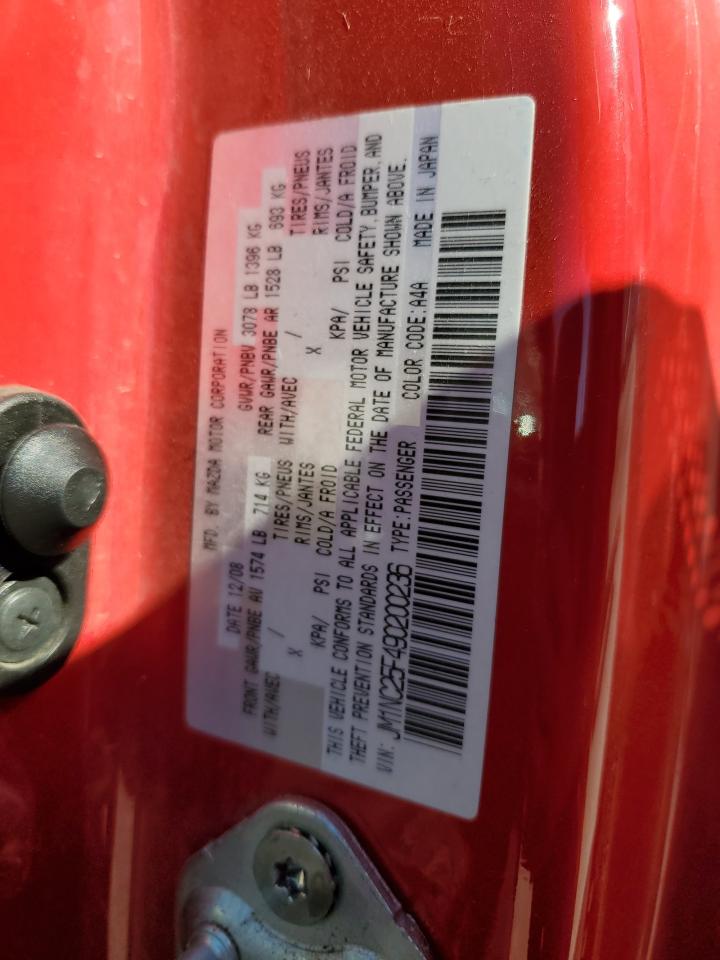 MFD. BY MAZDA MOTOR CORPORATION
DATE 12/08 GVWR/PNBV 3078 LB 1396 KG
FRONT GAWR/PNBE AV 1574 LB 714 KG REAR GAWR/PNBE AR 1528 LB 693 KG
WITH/AVEC / TIRES/PNEUS WITH/AVEC / TIRES/PNEUS
X RIMS/JANTES X RIMS/JANTES
KPA/ PSI COLD/A FROID KPA/ PSI COLD/A FROID
THIS VEHICLE CONFORMS TO ALL APPLICABLE FEDERAL MOTOR VEHICLE SAFETY, BUMPER, AND
THEFT PREVENTION STANDARDS IN EFFECT ON THE DATE OF MANUFACTURE SHOWN ABOVE.
VIN: JM1NC25F490200236 TYPE:PASSENGER COLOR CODE:A4A MADE IN JAPAN